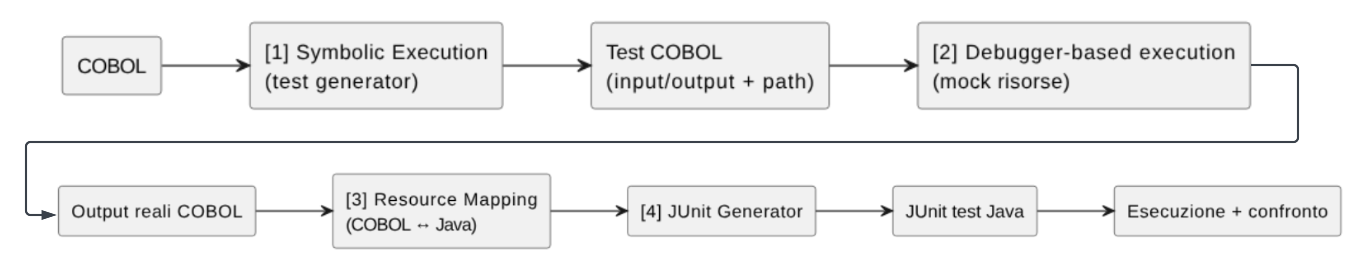 COBOL
[1] Symbolic Execution
(test generator)
Test COBOL
(input/output + path)
[2] Debugger-based execution
(mock risorse)
Output reali COBOL
[3] Resource Mapping
(COBOL ↔ Java)
[4] JUnit Generator
JUnit test Java
Esecuzione + confronto